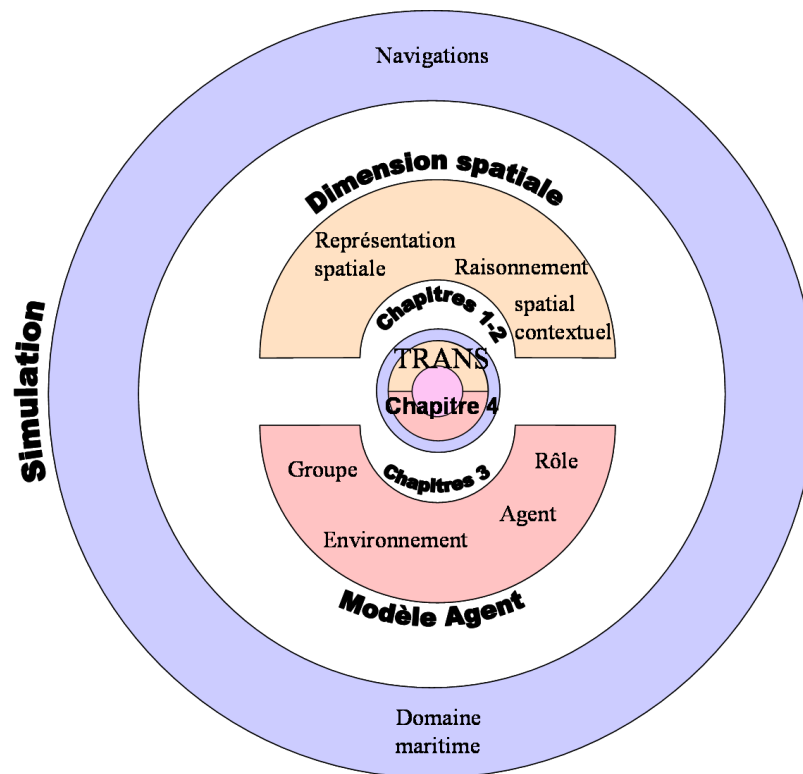 Navigations
Dimension spatiale
Représentation
spatiale
Raisonnement
spatial
contextuel
Chapitres 1-2
TRANS
Chapitre 4
Simulation
Chapitres 3
Groupe
Rôle
Agent
Environnement
Modèle Agent
Domaine
maritime